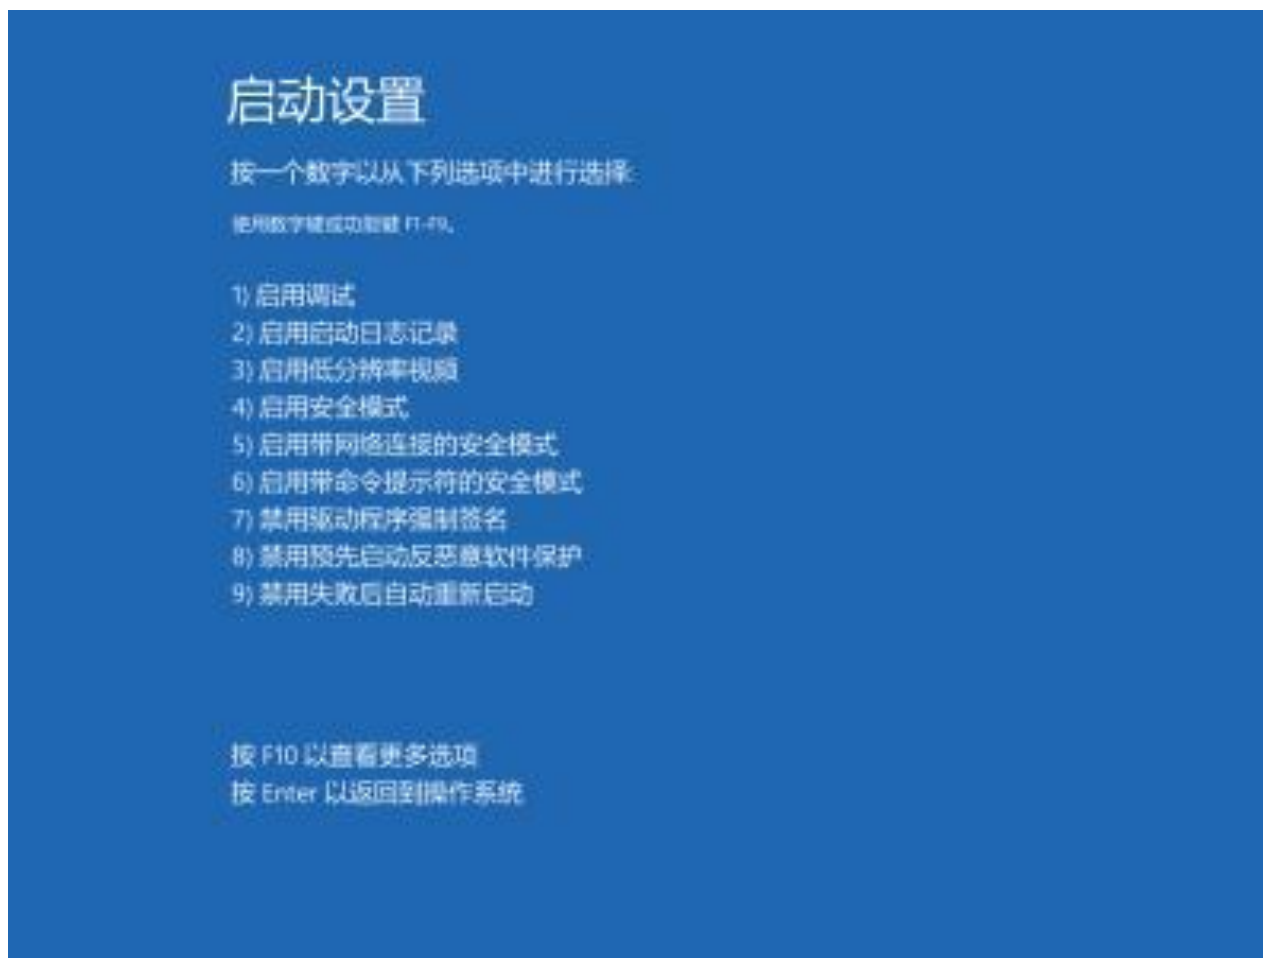 启动设置
按一个数字以从下列选项中进行选择:
使用数字键或功能键 F1-F9。
1) 启用调试
2) 启用启动日志记录
3) 启用低分辨率视频
4) 启用安全模式
5) 启用带网络连接的安全模式
6) 启用带命令提示符的安全模式
7) 禁用驱动程序强制签名
8) 禁用预先启动反恶意软件保护
9) 禁用失败后自动重新启动
按 F10 以查看更多选项
按 Enter 以返回到操作系统